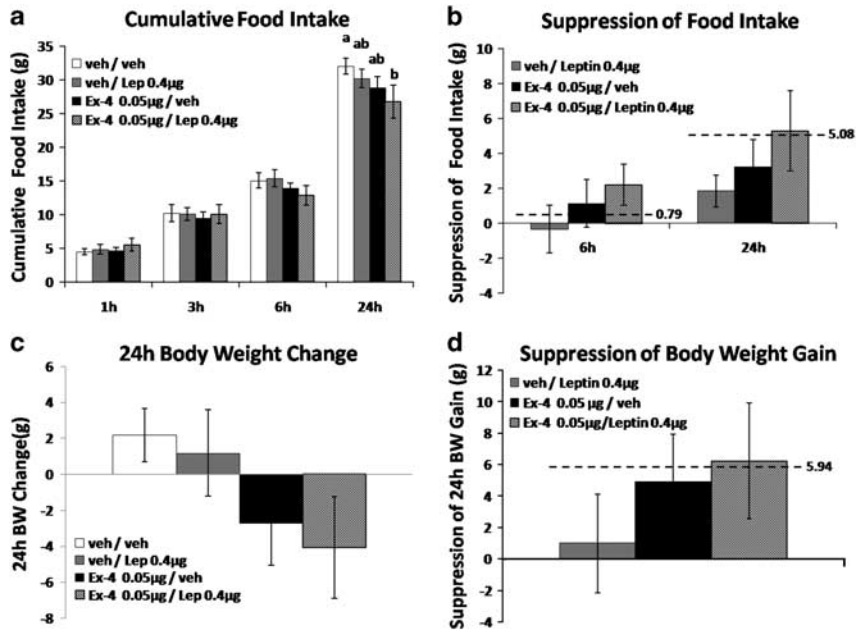 a
Cumulative Food Intake
Cumulative Food Intake (g)
35
30
25
20
15
10
5
0
veh / veh
veh / Lep 0.4µg
Ex-4 0.05µg / veh
Ex-4 0.05µg / Lep 0.4µg
a
ab
ab
b
1h
3h
6h
24h
b
Suppression of Food Intake
Suppression of Food Intake (g)
10
8
6
4
2
0
-2
-4
veh / Leptin 0.4µg
Ex-4 0.05µg / veh
Ex-4 0.05µg / Leptin 0.4µg
0.79
5.08
6h
24h
c
24h Body Weight Change
24h BW Change(g)
6
4
2
0
-2
-4
-6
-8
veh / veh
veh / Lep 0.4µg
Ex-4 0.05µg / veh
Ex-4 0.05µg / Lep 0.4µg
d
Suppression of Body Weight Gain
Suppression of 24h BW Gain (g)
12
10
8
6
4
2
0
-2
-4
veh / Leptin 0.4µg
Ex-4 0.05 µg / veh
Ex-4 0.05µg/Leptin 0.4µg
5.94